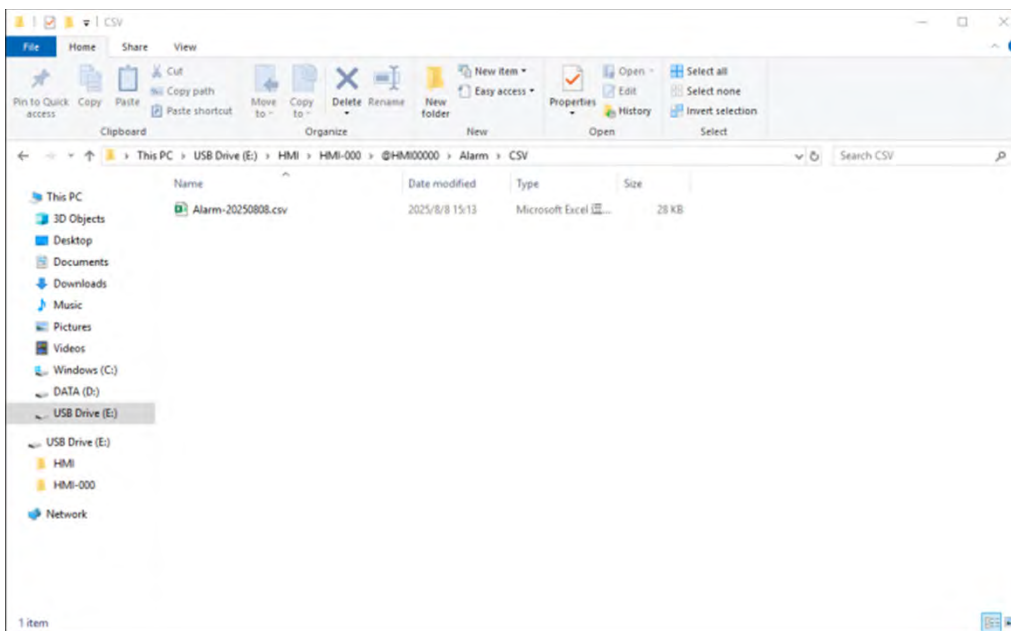 CSV
File Home Share View
Pin to Quick access
Copy
Paste
Cut
Copy path
Paste shortcut
Clipboard
Move to
Copy to
Delete
Rename
Organize
New folder
New item
Easy access
New
Properties
Open
Edit
History
Open
Select all
Select none
Invert selection
Select
This PC › USB Drive (E:) › HMI › HMI-000 › @HMI00000 › Alarm › CSV
Search CSV
Name Date modified Type Size
Alarm-20250808.csv 2025/8/8 15:13 Microsoft Excel ... 28 KB
This PC
3D Objects
Desktop
Documents
Downloads
Music
Pictures
Videos
Windows (C:)
DATA (D:)
USB Drive (E:)
USB Drive (E:)
HMI
HMI-000
Network
1 item